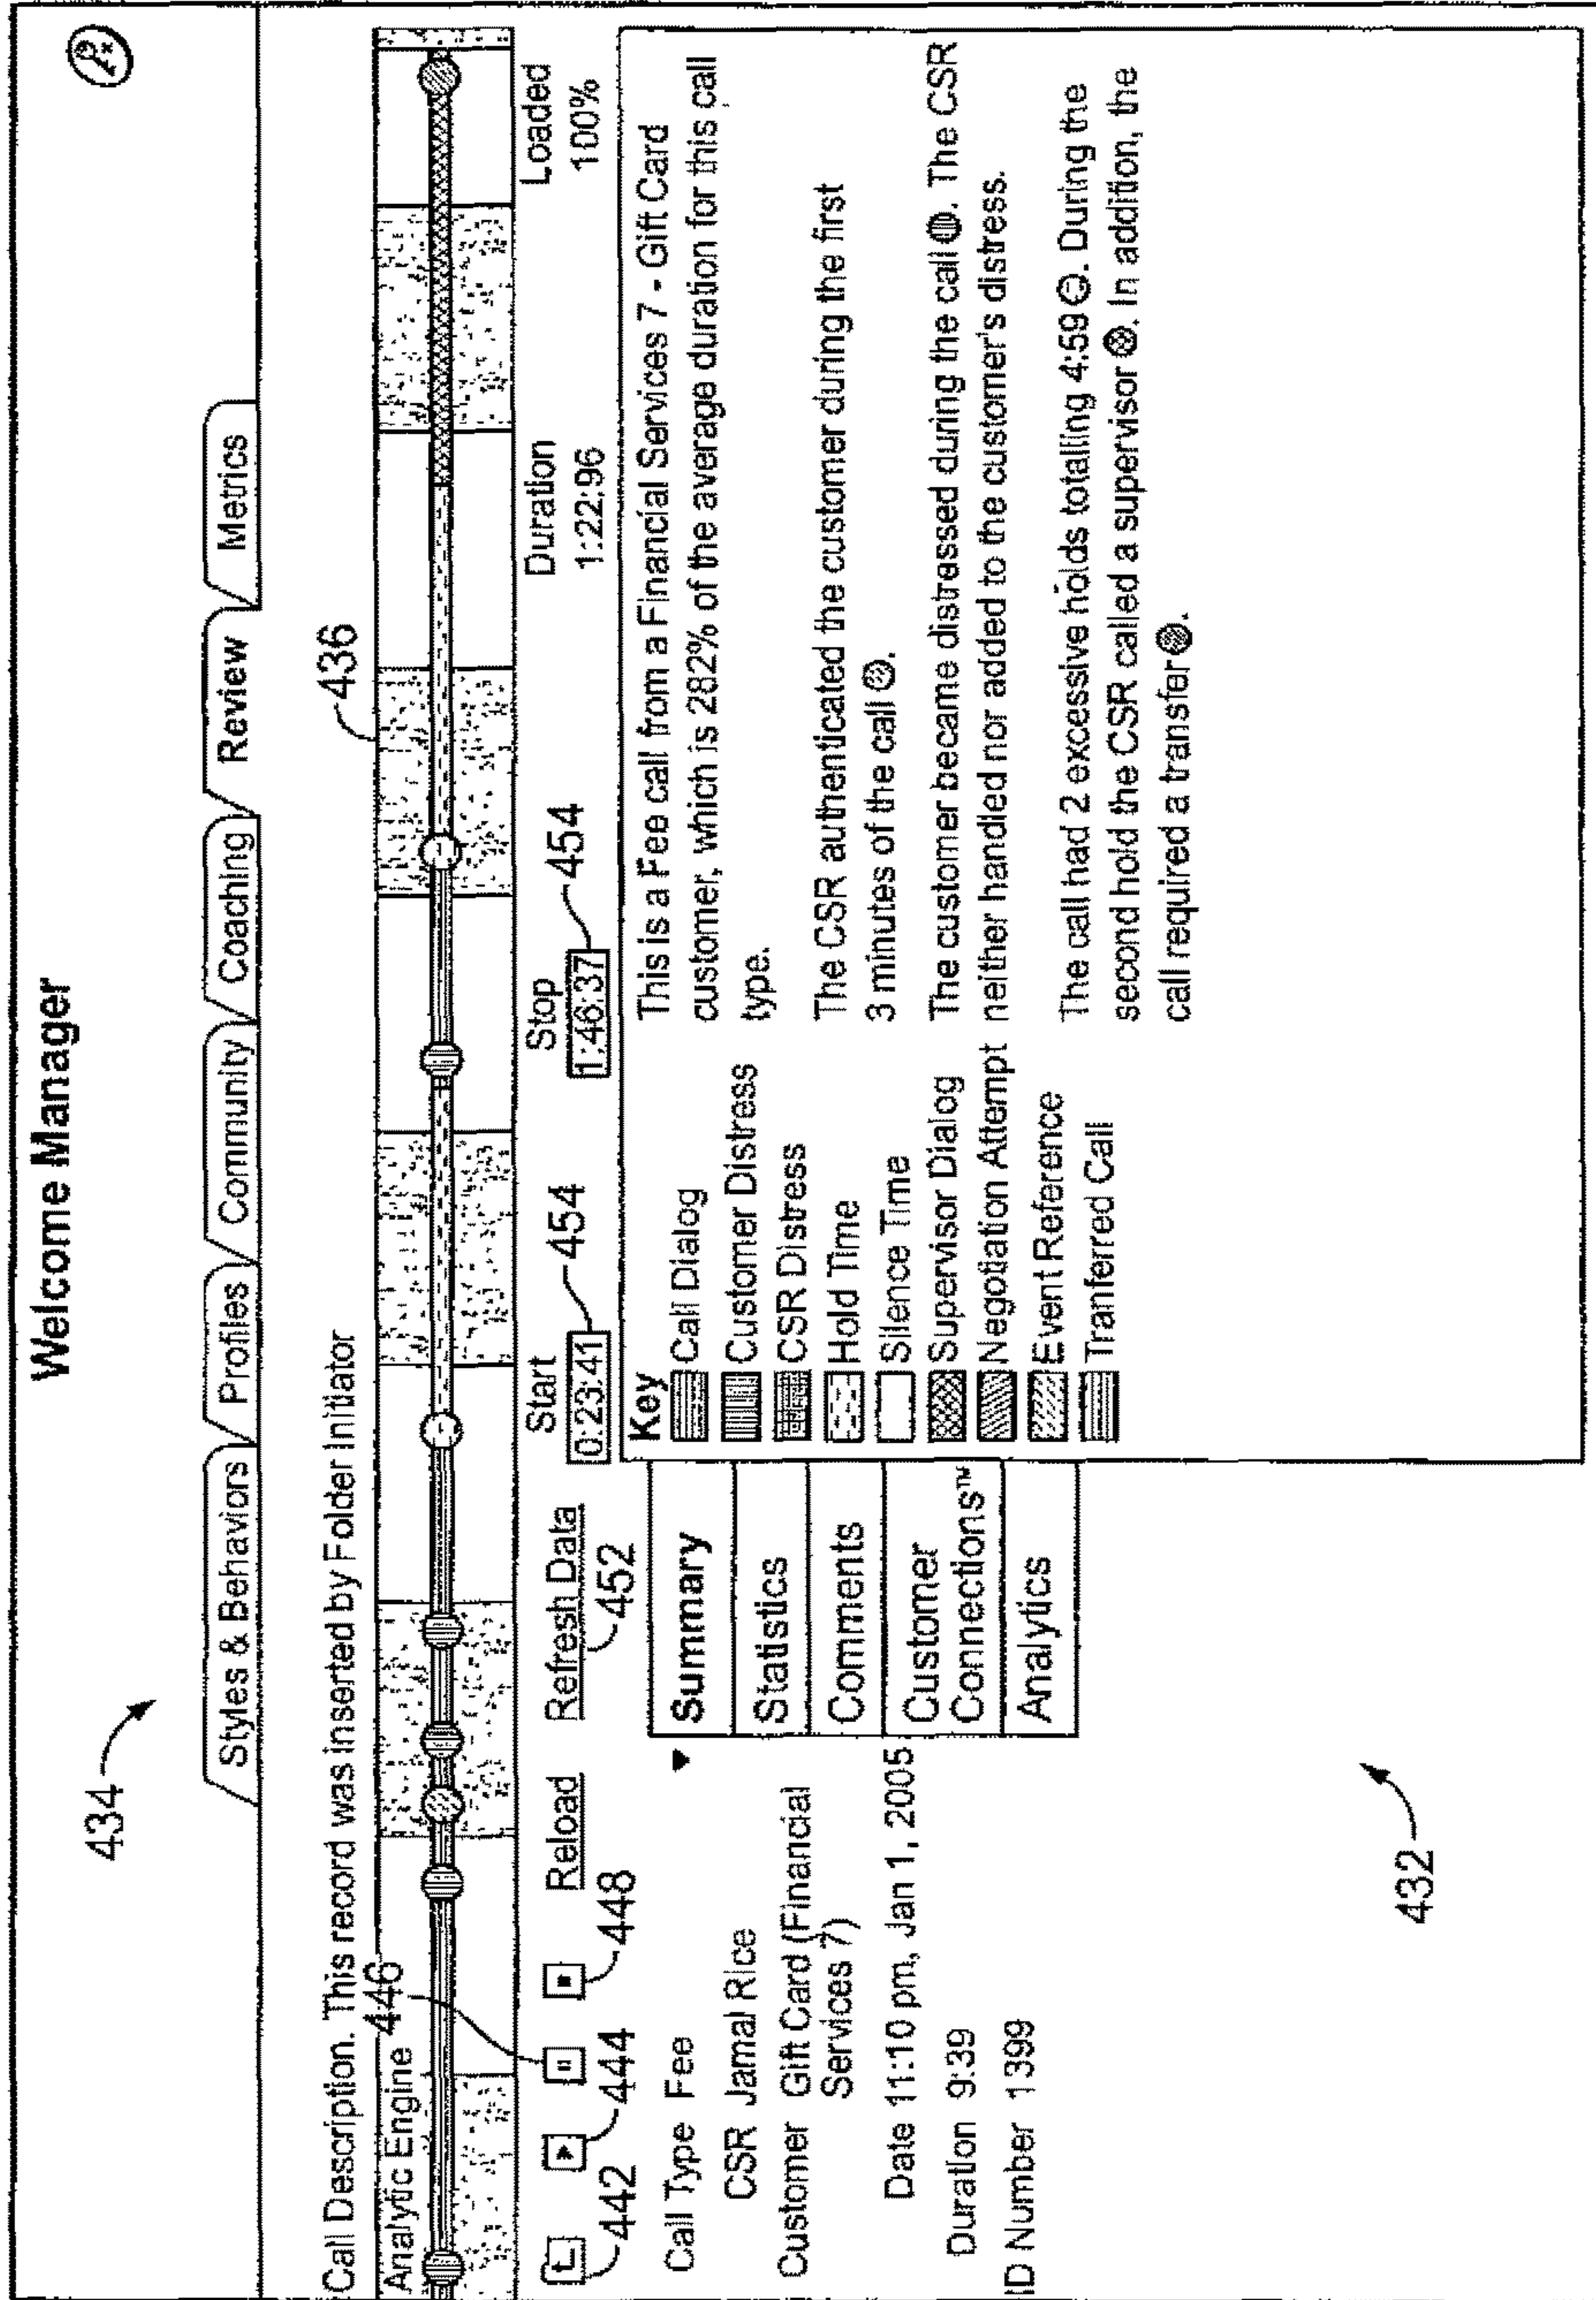 Welcome Manager
434
Styles & Behaviors
Profiles
Community
Coaching
Review
Metrics
Call Description. This record was inserted by Folder Initiator
436
Analytic Engine
446
442
444
448
Reload
Refresh Data
452
Start
0:23:41
454
Stop
1:46:37
454
Duration
1:22:96
Loaded
100%
Call Type Fee
CSR Jamal Rice
Customer Gift Card (Financial
Services 7)
Date 11:10 pm, Jan 1, 2005
Duration 9:39
ID Number 1399
Summary
Statistics
Comments
Customer
Connections™
Analytics
Key
Call Dialog
Customer Distress
CSR Distress
Hold Time
Silence Time
Supervisor Dialog
Negotiation Attempt
Event Reference
Tranferred Call
This is a Fee call from a Financial Services 7 - Gift Card
customer, which is 282% of the average duration for this call
type.
The CSR authenticated the customer during the first
3 minutes of the call .
The customer became distressed during the call . The CSR
neither handled nor added to the customer's distress.
The call had 2 excessive holds totalling 4:59 . During the
second hold the CSR called a supervisor . In addition, the
call required a transfer .
432